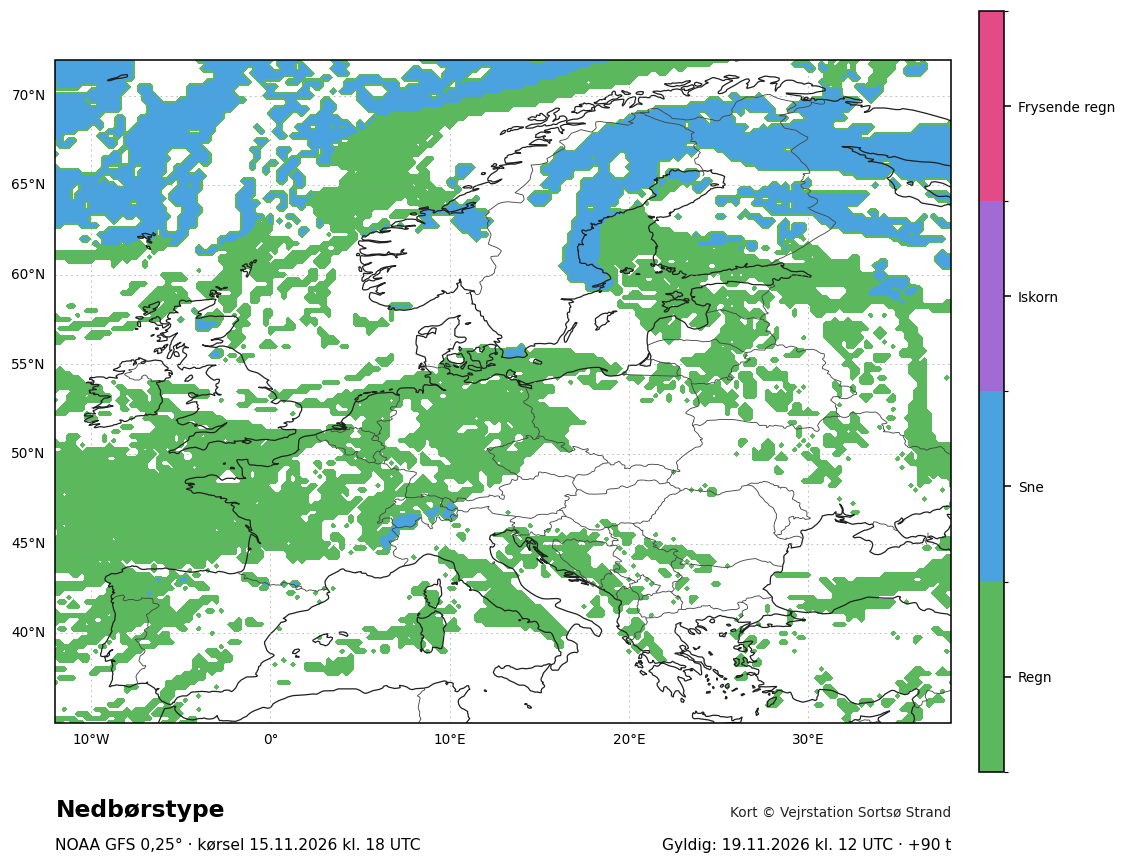 Frysende regn
Iskorn
Sne
Regn
70°N
65°N
60°N
55°N
50°N
45°N
40°N
10°W
0°
10°E
20°E
30°E
Nedbørstype
Kort © Vejrstation Sortsø Strand
NOAA GFS 0,25° · kørsel 15.11.2026 kl. 18 UTC
Gyldig: 19.11.2026 kl. 12 UTC · +90 t